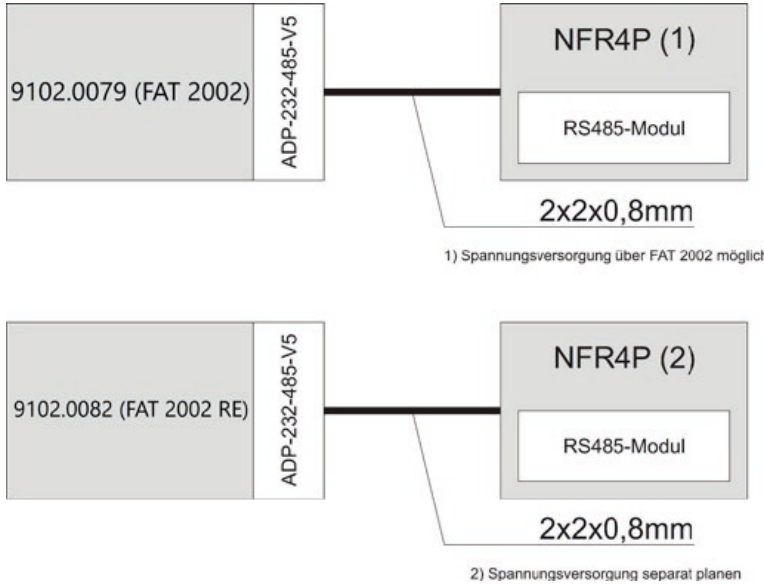 9102.0079 (FAT 2002)
ADP-232-485-V5
NFR4P (1)
RS485-Modul
2x2x0,8mm
1) Spannungsversorgung über FAT 2002 möglich
9102.0082 (FAT 2002 RE)
ADP-232-485-V5
NFR4P (2)
RS485-Modul
2x2x0,8mm
2) Spannungsversorgung separat planen